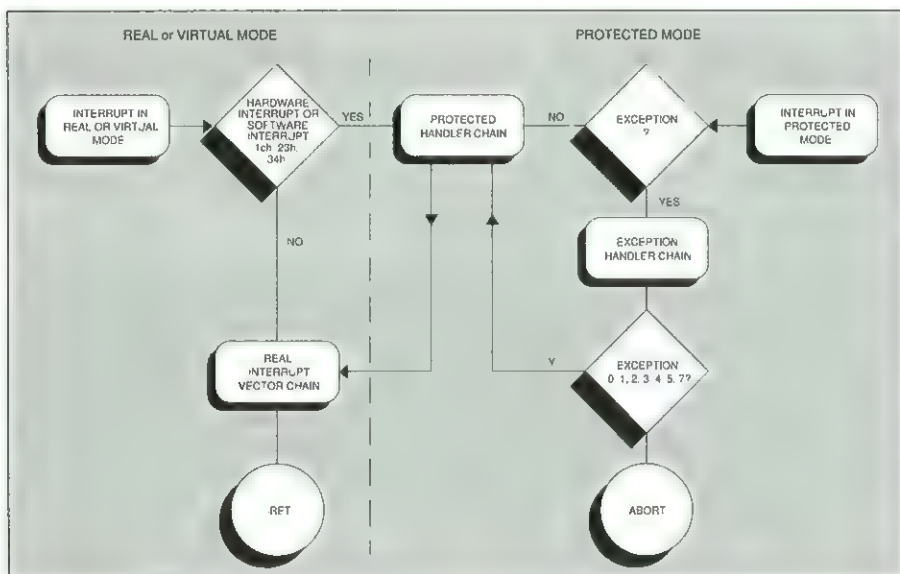 REAL or VIRTUAL MODE
PROTECTED MODE
INTERRUPT IN
REAL OR VIRTUAL
MODE
HARDWARE
INTERRUPT OR
SOFTWARE
INTERRUPT
1ch 23h,
34h
YES
PROTECTED
HANDLER CHAIN
NO
EXCEPTION
?
INTERRUPT IN
PROTECTED
MODE
YES
NO
EXCEPTION
HANDLER CHAIN
REAL
INTERRUPT
VECTOR CHAIN
Y
EXCEPTION
0 1, 2. 3 4 5. 7?
RET
ABORT